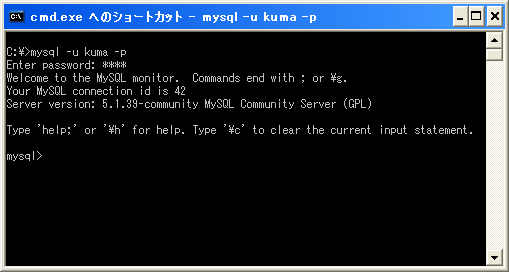 cmd.exe へのショートカット - mysql -u kuma -p
C:¥>mysql -u kuma -p
Enter password: ****
Welcome to the MySQL monitor.  Commands end with ; or ¥g.
Your MySQL connection id is 42
Server version: 5.1.39-community MySQL Community Server (GPL)
Type 'help;' or '¥h' for help. Type '¥c' to clear the current input statement.
mysql>